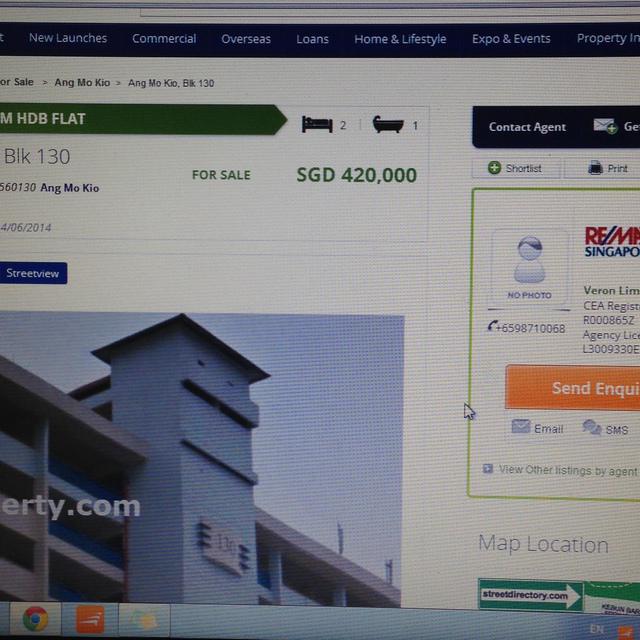 New Launches Commercial Overseas Loans Home & Lifestyle Expo & Events Property In
or Sale > Ang Mo Kio > Ang Mo Kio, Blk 130
M HDB FLAT 2 1
Contact Agent Ge
Blk 130
FOR SALE SGD 420,000
Shortlist Print
560130 Ang Mo Kio
4/06/2014
RE/MA
SINGAPO
Streetview
NO PHOTO
Veron Lim
CEA Regist
R000865Z
+6598710068
Agency Lice
L3009330E
Send Enqui
Email SMS
View Other listings by agent
erty.com
130
Map Location
streetdirectory.com
KEBUN BAR
EN